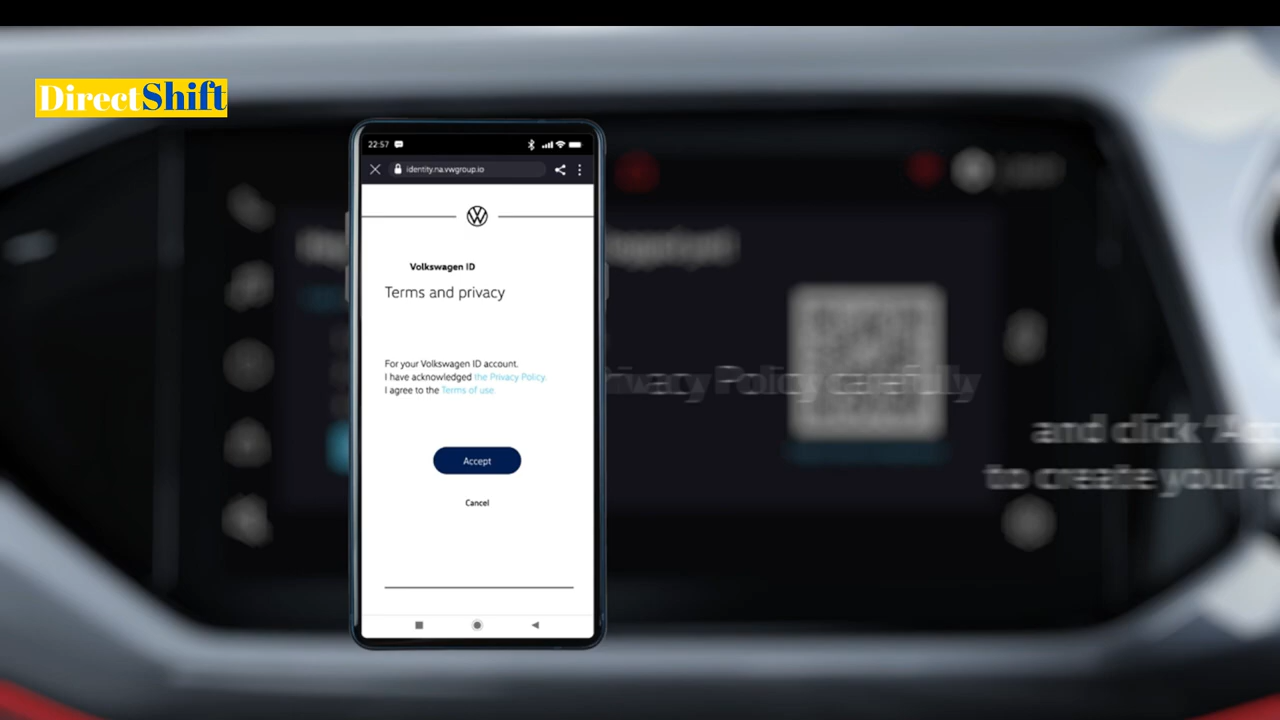 DirectShift
22:57
identity.na.vwgroup.io
Volkswagen ID
Terms and privacy
For your Volkswagen ID account.
I have acknowledged the Privacy Policy.
I agree to the Terms of use.
Privacy Policy carefully
and click
to create your
Accept
Cancel